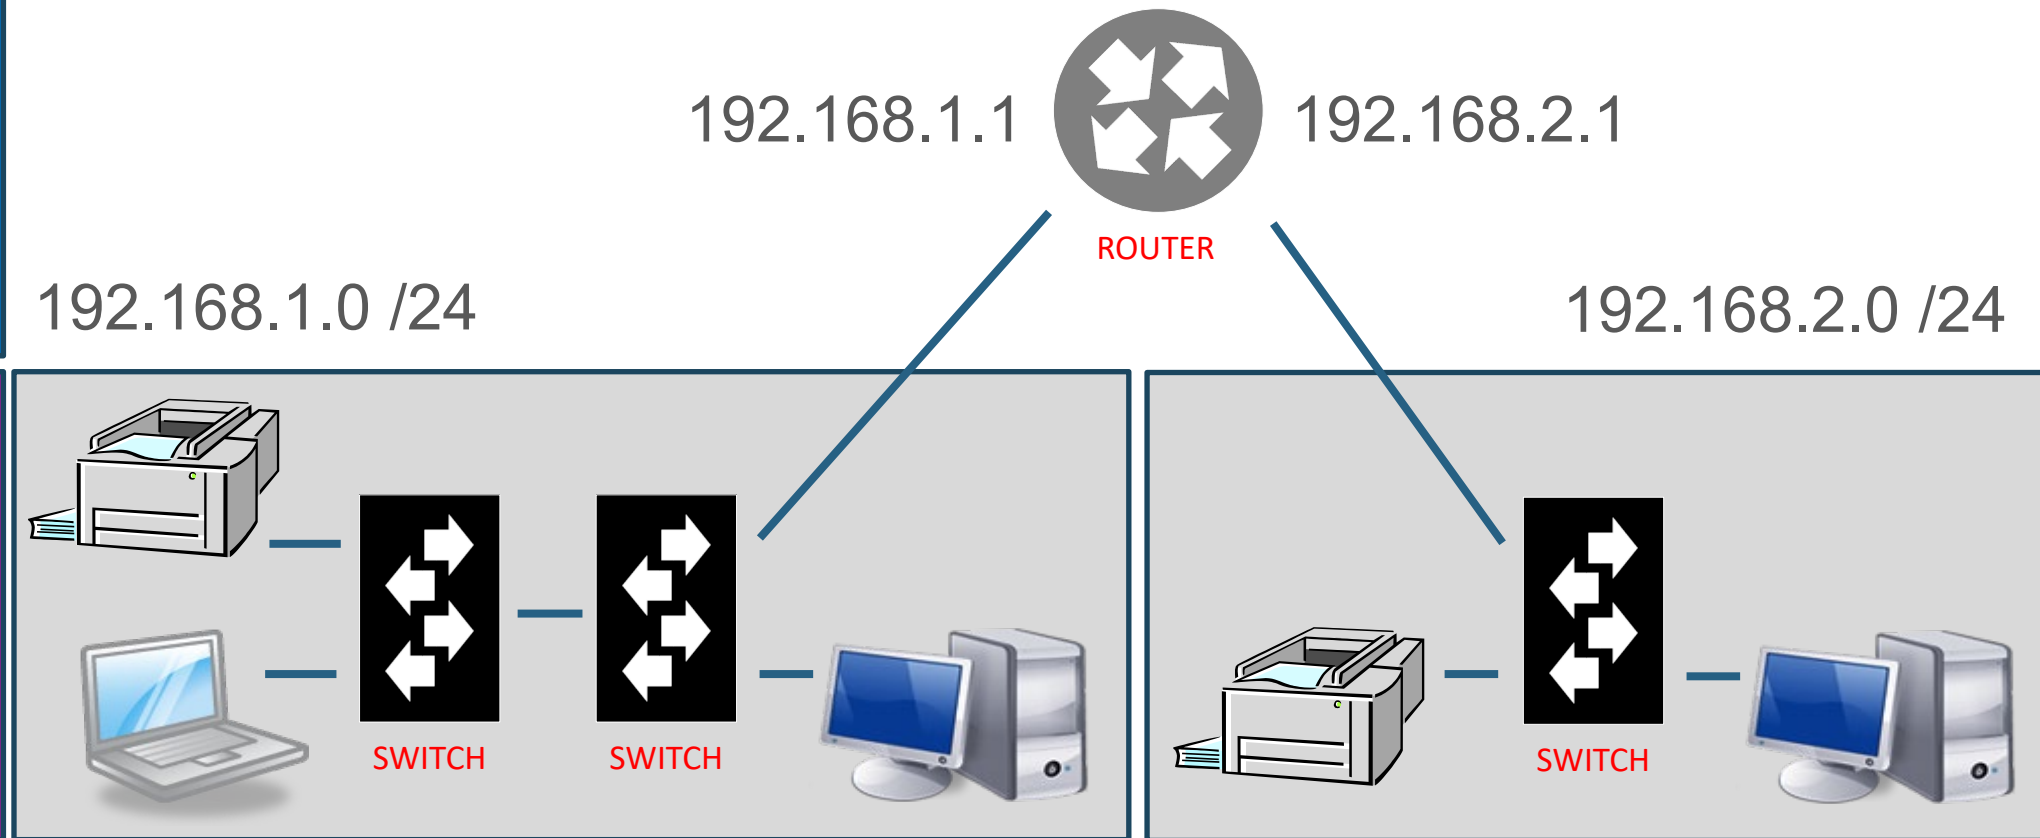 192.168.1.1
192.168.2.1
ROUTER
192.168.1.0 /24
192.168.2.0 /24
SWITCH
SWITCH
SWITCH